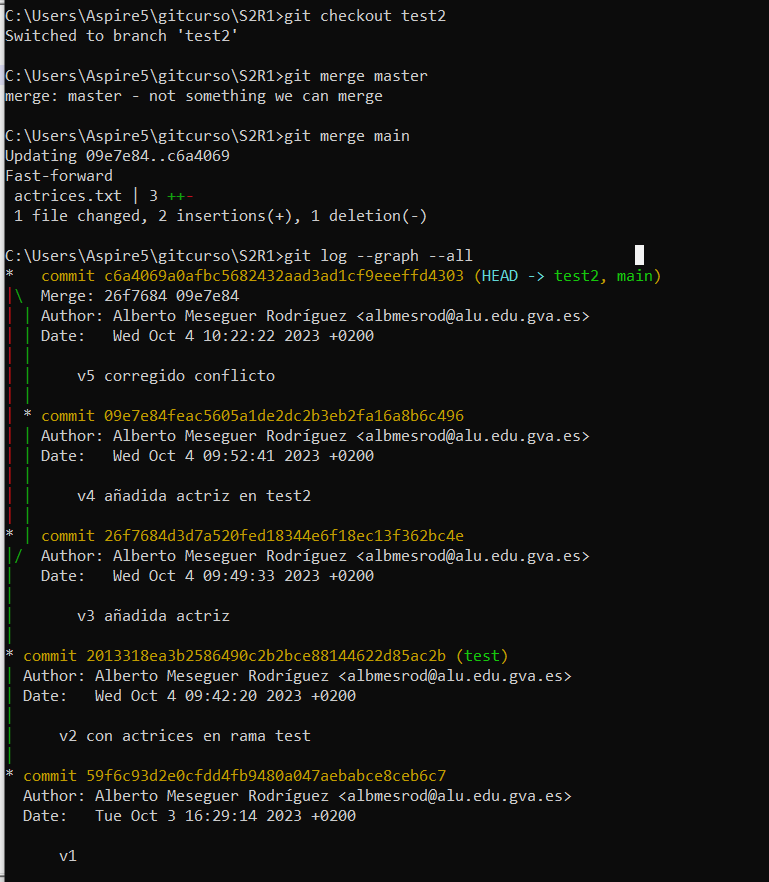 C:\Users\Aspire5\gitcurso\S2R1>git checkout test2
Switched to branch 'test2'
C:\Users\Aspire5\gitcurso\S2R1>git merge master
merge: master - not something we can merge
C:\Users\Aspire5\gitcurso\S2R1>git merge main
Updating 09e7e84..c6a4069
Fast-forward
 actrices.txt | 3 ++-
 1 file changed, 2 insertions(+), 1 deletion(-)
C:\Users\Aspire5\gitcurso\S2R1>git log --graph --all
*   commit c6a4069a0afbc5682432aad3ad1cf9eeeffd4303 (HEAD -> test2, main)
|\  Merge: 26f7684 09e7e84
| | Author: Alberto Meseguer Rodríguez <albmesrod@alu.edu.gva.es>
| | Date:   Wed Oct 4 10:22:22 2023 +0200
| |
| |     v5 corregido conflicto
| |
| * commit 09e7e84feac5605a1de2dc2b3eb2fa16a8b6c496
| | Author: Alberto Meseguer Rodríguez <albmesrod@alu.edu.gva.es>
| | Date:   Wed Oct 4 09:52:41 2023 +0200
| |
| |     v4 añadida actriz en test2
| |
* | commit 26f7684d3d7a520fed18344e6f18ec13f362bc4e
|/  Author: Alberto Meseguer Rodríguez <albmesrod@alu.edu.gva.es>
|   Date:   Wed Oct 4 09:49:33 2023 +0200
|
|       v3 añadida actriz
|
* commit 2013318ea3b2586490c2b2bce88144622d85ac2b (test)
| Author: Alberto Meseguer Rodríguez <albmesrod@alu.edu.gva.es>
| Date:   Wed Oct 4 09:42:20 2023 +0200
|
|     v2 con actrices en rama test
|
* commit 59f6c93d2e0cfdd4fb9480a047aebabce8ceb6c7
  Author: Alberto Meseguer Rodríguez <albmesrod@alu.edu.gva.es>
  Date:   Tue Oct 3 16:29:14 2023 +0200
      v1